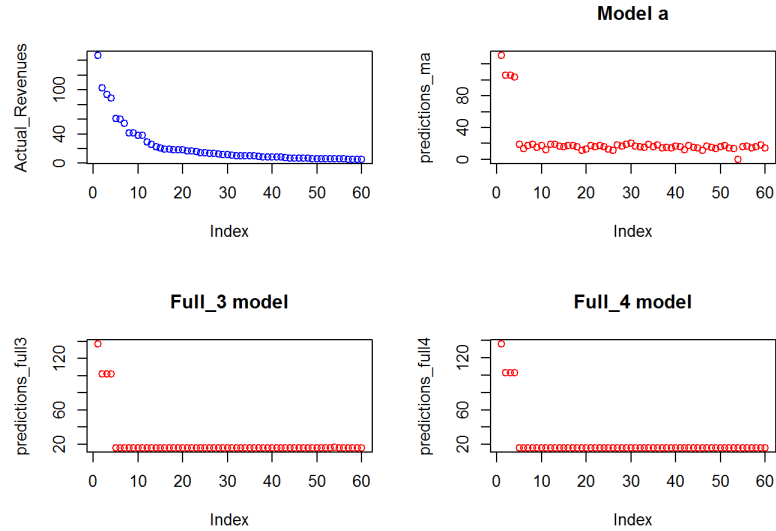 Model a
Actual_Revenues
0 40 100
0 10 20 30 40 50 60
Index
predictions_ma
0 40 80
0 10 20 30 40 50 60
Index
Full_3 model
predictions_full3
20 60 120
0 10 20 30 40 50 60
Index
Full_4 model
predictions_full4
20 60 120
0 10 20 30 40 50 60
Index